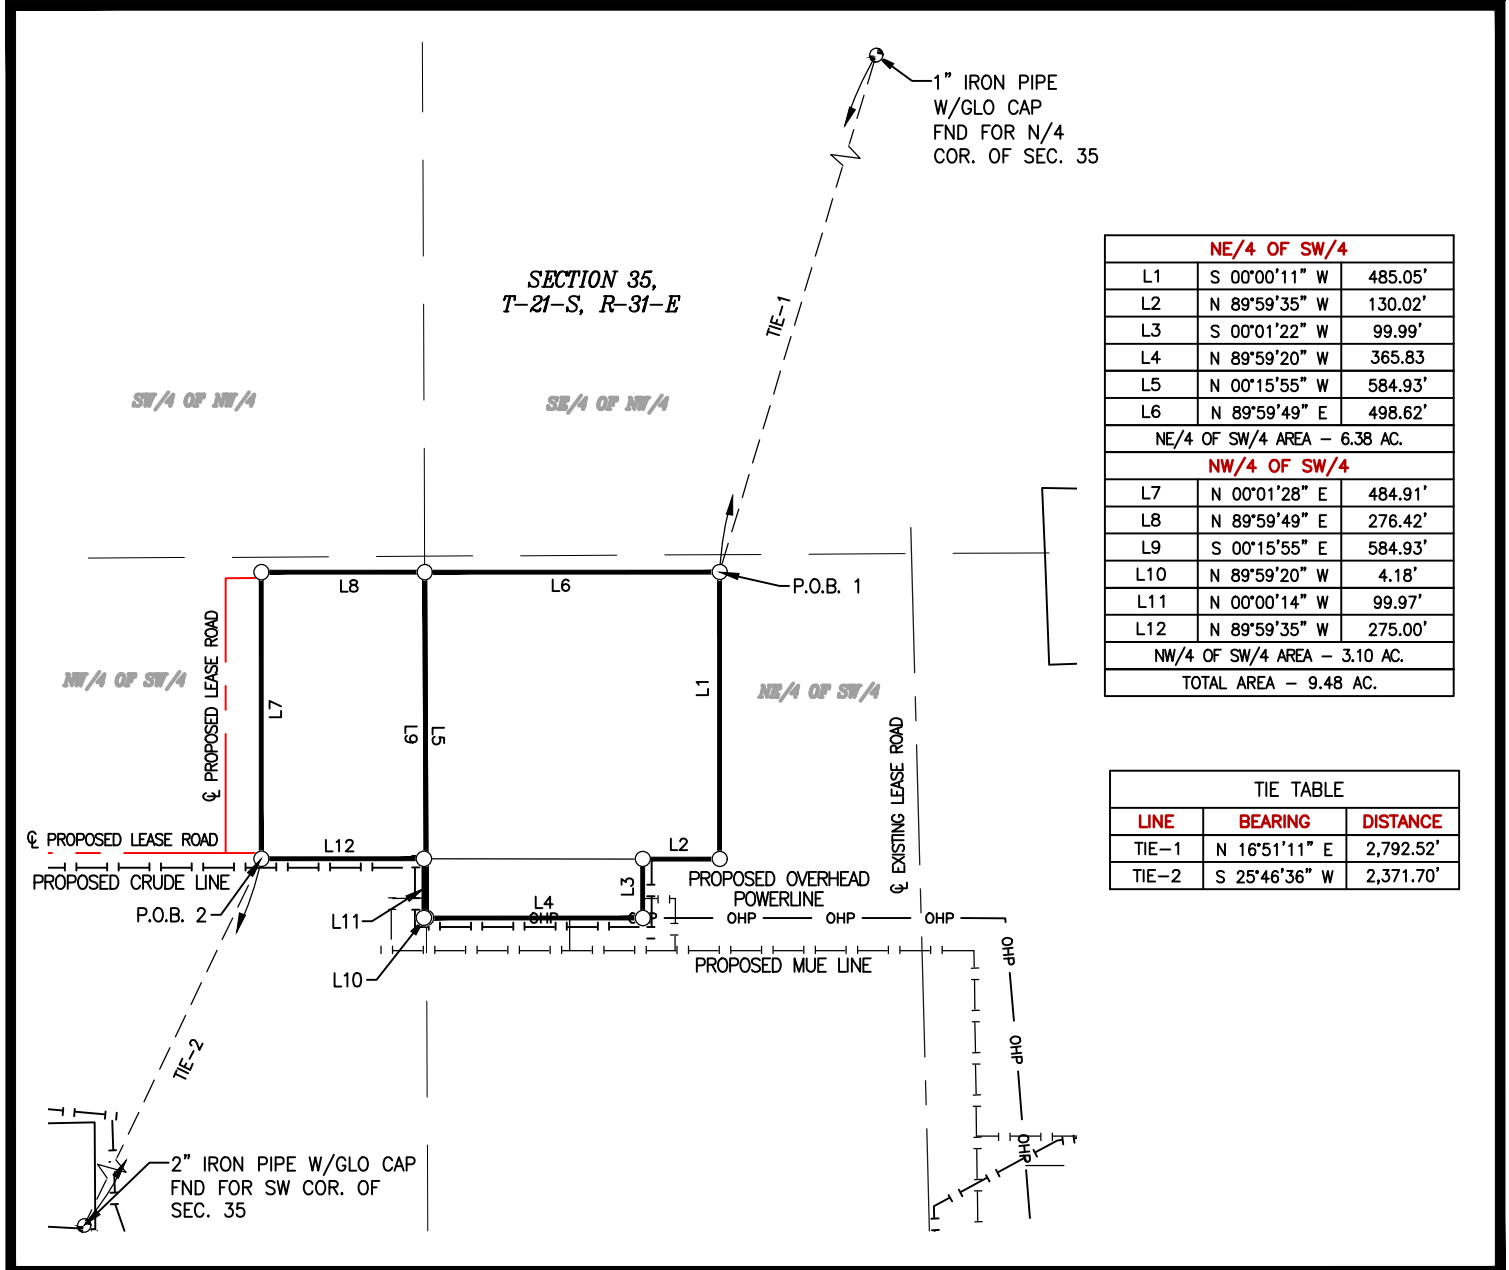 1" IRON PIPE
W/GLO CAP
FND FOR N/4
COR. OF SEC. 35
SECTION 35,
T-21-S, R-31-E
TIE-1
SW/4 OF NW/4
SE/4 OF NW/4
NE/4 OF SW/4
L1 S 00°00'11" W 485.05'
L2 N 89°59'35" W 130.02'
L3 S 00°01'22" W 99.99'
L4 N 89°59'20" W 365.83
L5 N 00°15'55" W 584.93'
L6 N 89°59'49" E 498.62'
NE/4 OF SW/4 AREA - 6.38 AC.
NW/4 OF SW/4
L7 N 00°01'28" E 484.91'
L8 N 89°59'49" E 276.42'
L9 S 00°15'55" E 584.93'
L10 N 89°59'20" W 4.18'
L11 N 00°00'14" W 99.97'
L12 N 89°59'35" W 275.00'
NW/4 OF SW/4 AREA - 3.10 AC.
TOTAL AREA - 9.48 AC.
L8
L6
P.O.B. 1
NW/4 OF SW/4
℄ PROPOSED LEASE ROAD
L7
L9
L5
L1
NE/4 OF SW/4
℄ EXISTING LEASE ROAD
℄ PROPOSED LEASE ROAD
L12
L2
PROPOSED CRUDE LINE
P.O.B. 2
L11
L4
L3
PROPOSED OVERHEAD
POWERLINE
OHP
OHP
OHP
OHP
OHP
OHP
OHP
OHP
L10
PROPOSED MUE LINE
TIE-2
TIE TABLE
LINE BEARING DISTANCE
TIE-1 N 16°51'11" E 2,792.52'
TIE-2 S 25°46'36" W 2,371.70'
2" IRON PIPE W/GLO CAP
FND FOR SW COR. OF
SEC. 35